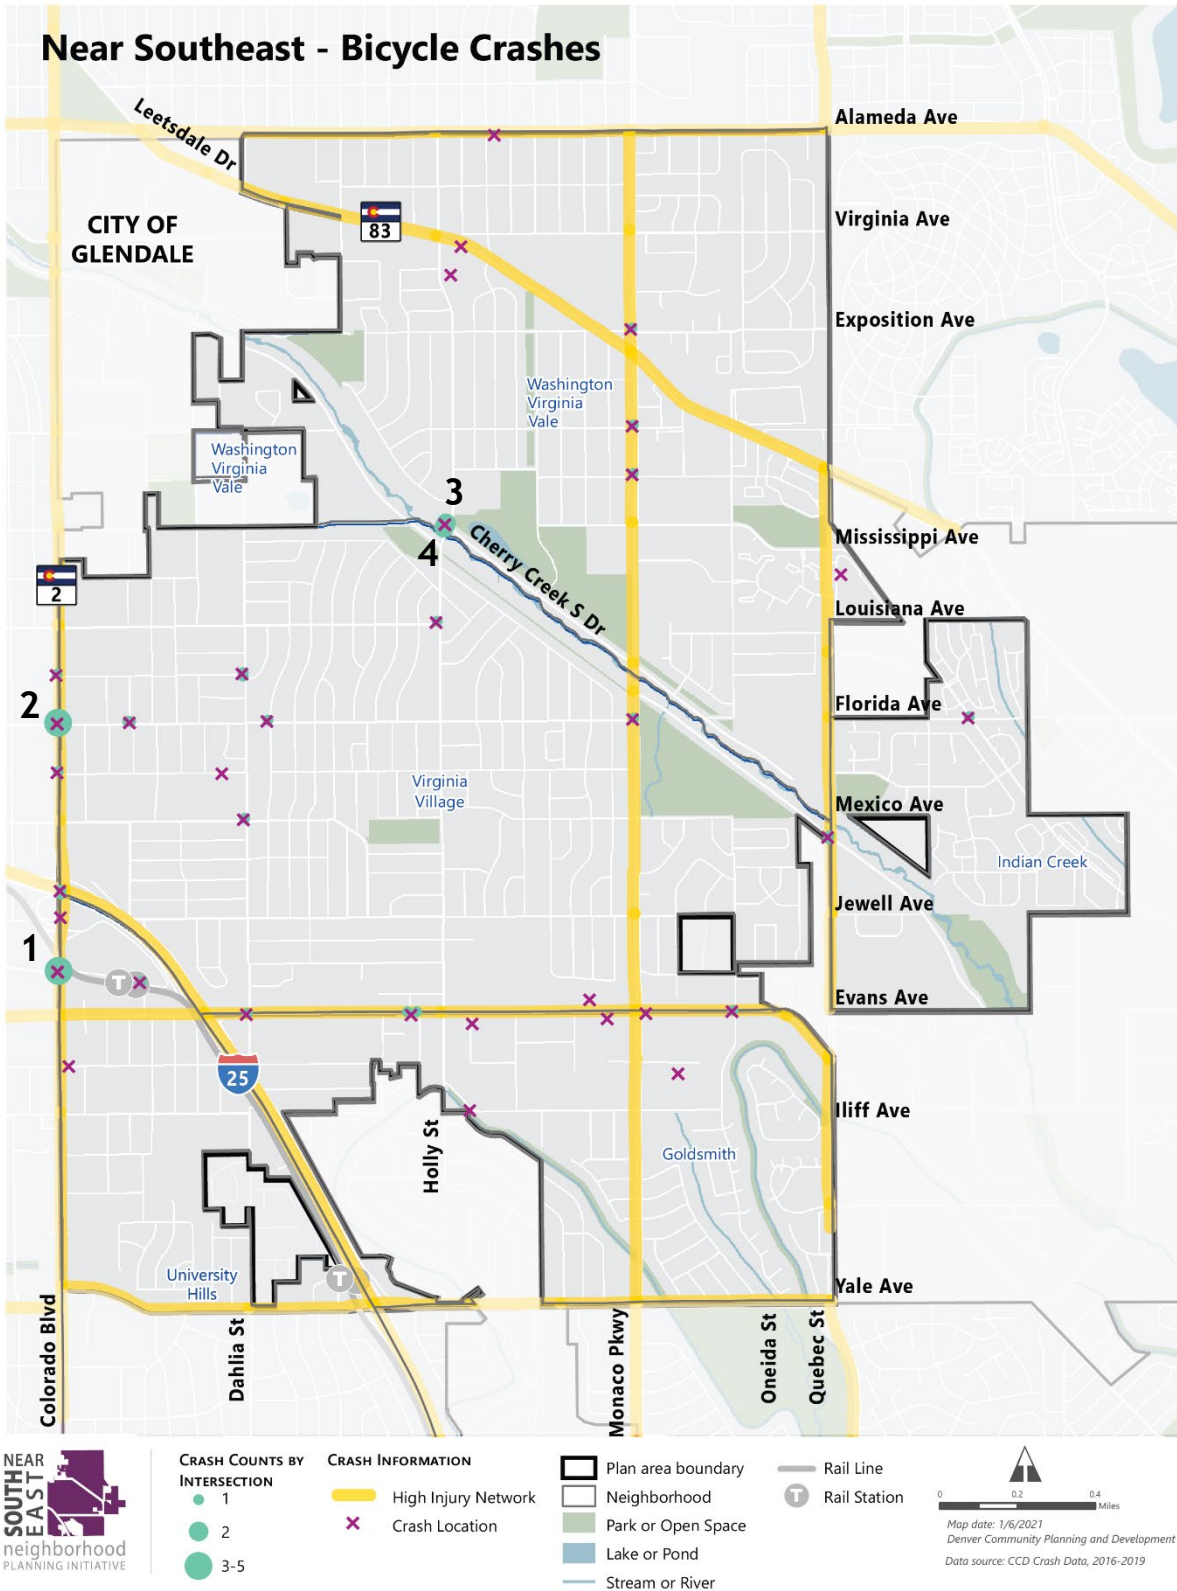 Near Southeast - Bicycle Crashes
Leetsdale Dr
Alameda Ave
CITY OF
GLENDALE
83
Virginia Ave
Exposition Ave
Washington
Virginia
Vale
Washington
Virginia
Vale
3
4
Cherry Creek S Dr
Mississippi Ave
2
Louisiana Ave
2
Florida Ave
Virginia
Village
Mexico Ave
Indian Creek
Jewell Ave
1
T
Evans Ave
25
Iliff Ave
Holly St
Goldsmith
University
Hills
T
Yale Ave
Colorado Blvd
Dahlia St
Monaco Pkwy
Oneida St
Quebec St
NEAR
SOUTH
EAST
neighborhood
PLANNING INITIATIVE
CRASH COUNTS BY
INTERSECTION
1
2
3-5
CRASH INFORMATION
High Injury Network
Crash Location
Plan area boundary
Neighborhood
Park or Open Space
Lake or Pond
Stream or River
Rail Line
T Rail Station
0 0.2 0.4
Miles
Map date: 1/6/2021
Denver Community Planning and Development
Data source: CCD Crash Data, 2016-2019